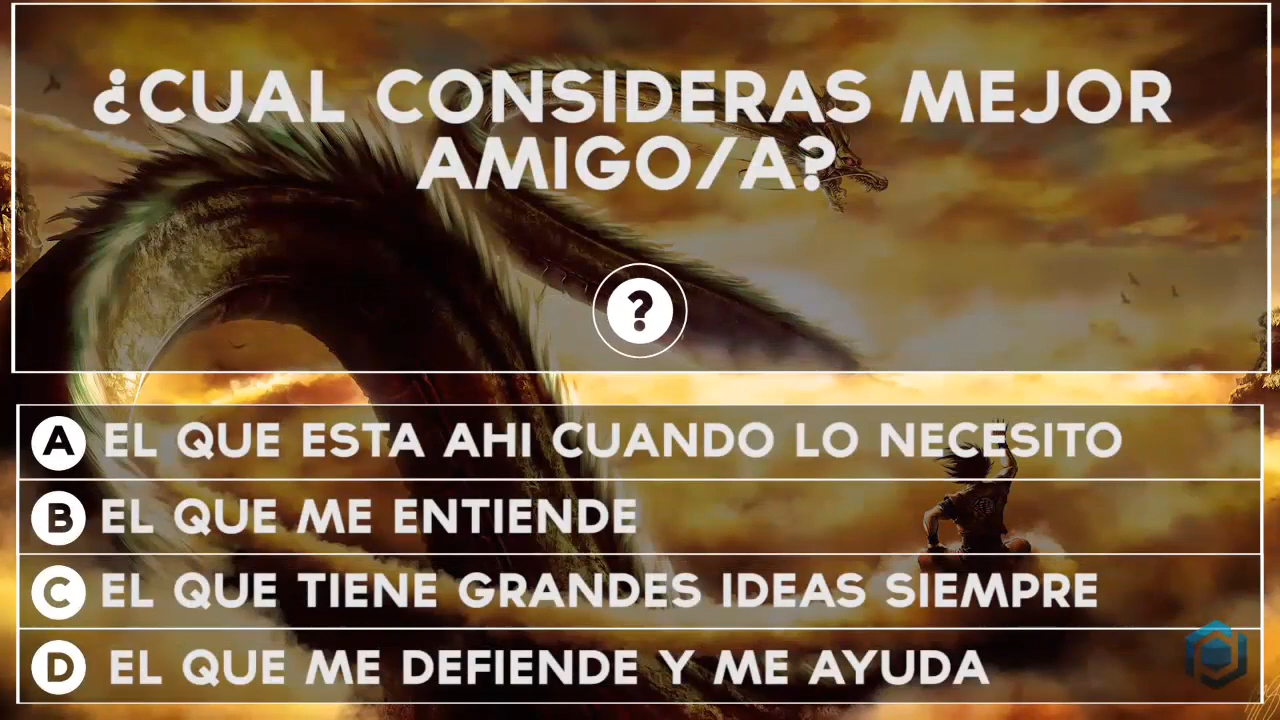 ¿CUAL CONSIDERAS MEJOR
AMIGO/A?
?
A EL QUE ESTA AHI CUANDO LO NECESITO
B EL QUE ME ENTIENDE
C EL QUE TIENE GRANDES IDEAS SIEMPRE
D EL QUE ME DEFIENDE Y ME AYUDA